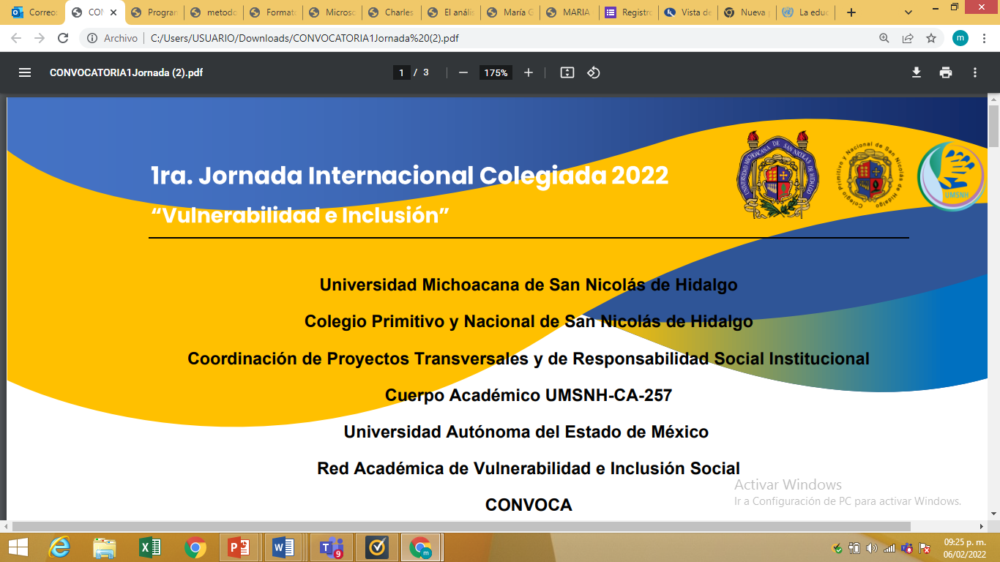 Correo
CON
Program
metodo
Formato
Microso
Charles
El anális
María G
MARIA
Registro
Vista de
Nueva p
La educ
Archivo C:/Users/USUARIO/Downloads/CONVOCATORIA1Jornada%20(2).pdf
m
CONVOCATORIA1Jornada (2).pdf
1 / 3
175%
1ra. Jornada Internacional Colegiada 2022
“Vulnerabilidad e Inclusión”
UNIVERSIDAD MICHOACANA DE SAN NICOLAS DE HIDALGO
Colegio Primitivo y Nacional de San Nicolás de Hidalgo
UMSNH
Universidad Michoacana de San Nicolás de Hidalgo
Colegio Primitivo y Nacional de San Nicolás de Hidalgo
Coordinación de Proyectos Transversales y de Responsabilidad Social Institucional
Cuerpo Académico UMSNH-CA-257
Universidad Autónoma del Estado de México
Red Académica de Vulnerabilidad e Inclusión Social
CONVOCA
Activar Windows
Ir a Configuración de PC para activar Windows.
9
m
09:25 p. m.
06/02/2022